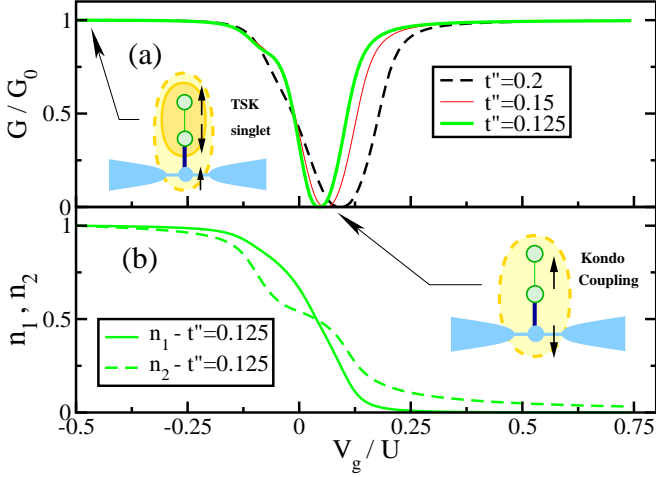 1
0.5
0
G / G₀
(a)
TSK
singlet
t"=0.2
t"=0.15
t"=0.125
1
0.5
0
n₁ , n₂
(b)
Kondo
Coupling
n₁ - t"=0.125
n₂ - t"=0.125
-0.5 -0.25 0 0.25 0.5 0.75
V_g / U